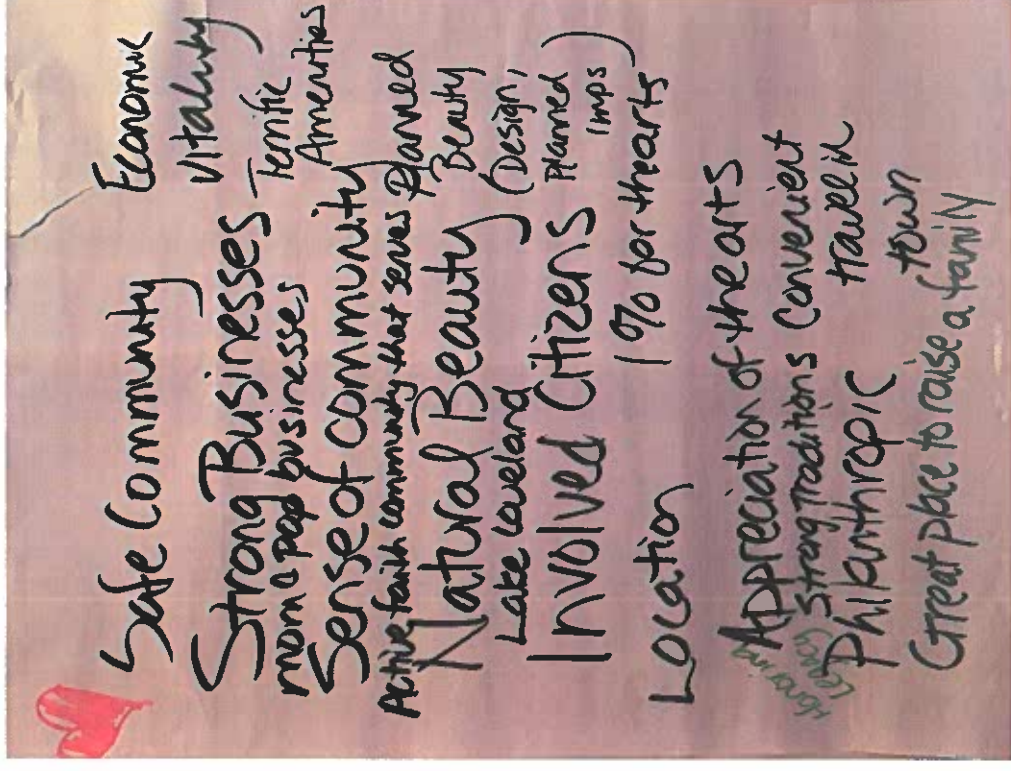 Safe Community
Economic
Vitality
Strong Businesses –
mom & pop businesses
Terrific
Amenities
Sense of Community
Active faith community that serves
Natural Beauty
Lake Loveland
Planned
Beauty
(Design,
Planned
imps)
Involved Citizens
Location
1% for the arts
Appreciation of the arts
Honoring
Legacy
Strong Traditions
Convenient
travel in
town
Philanthropic
Great place to raise a family